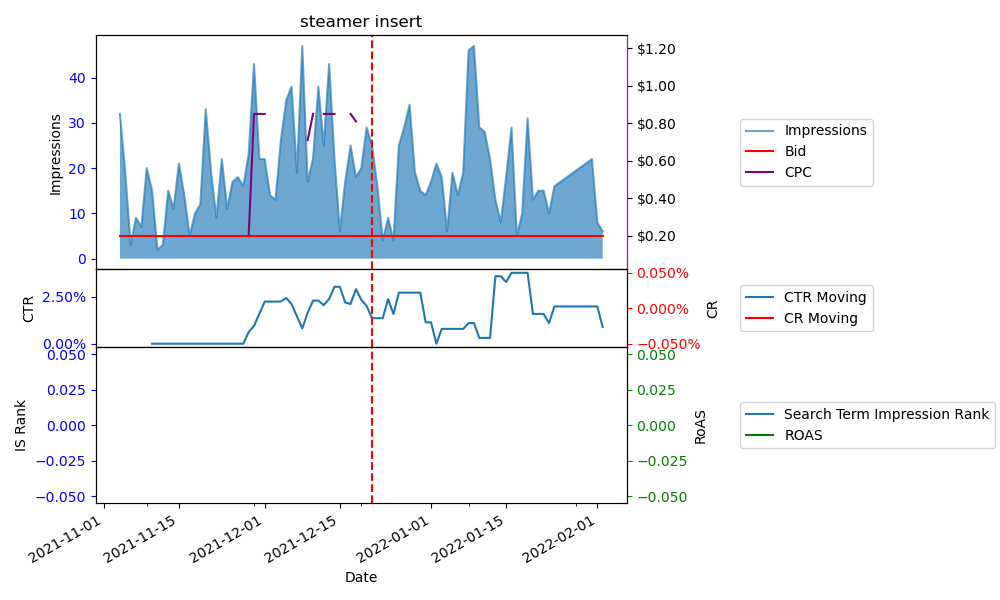 steamer insert
Impressions
40
30
20
10
0
$1.20
$1.00
$0.80
$0.60
$0.40
$0.20
Impressions
Bid
CPC
CTR
2.50%
0.00%
0.050%
0.000%
−0.050%
CR
CTR Moving
CR Moving
IS Rank
0.050
0.025
0.000
−0.025
−0.050
0.050
0.025
0.000
−0.025
−0.050
RoAS
Search Term Impression Rank
ROAS
2021-11-01
2021-11-15
2021-12-01
2021-12-15
2022-01-01
2022-01-15
2022-02-01
Date